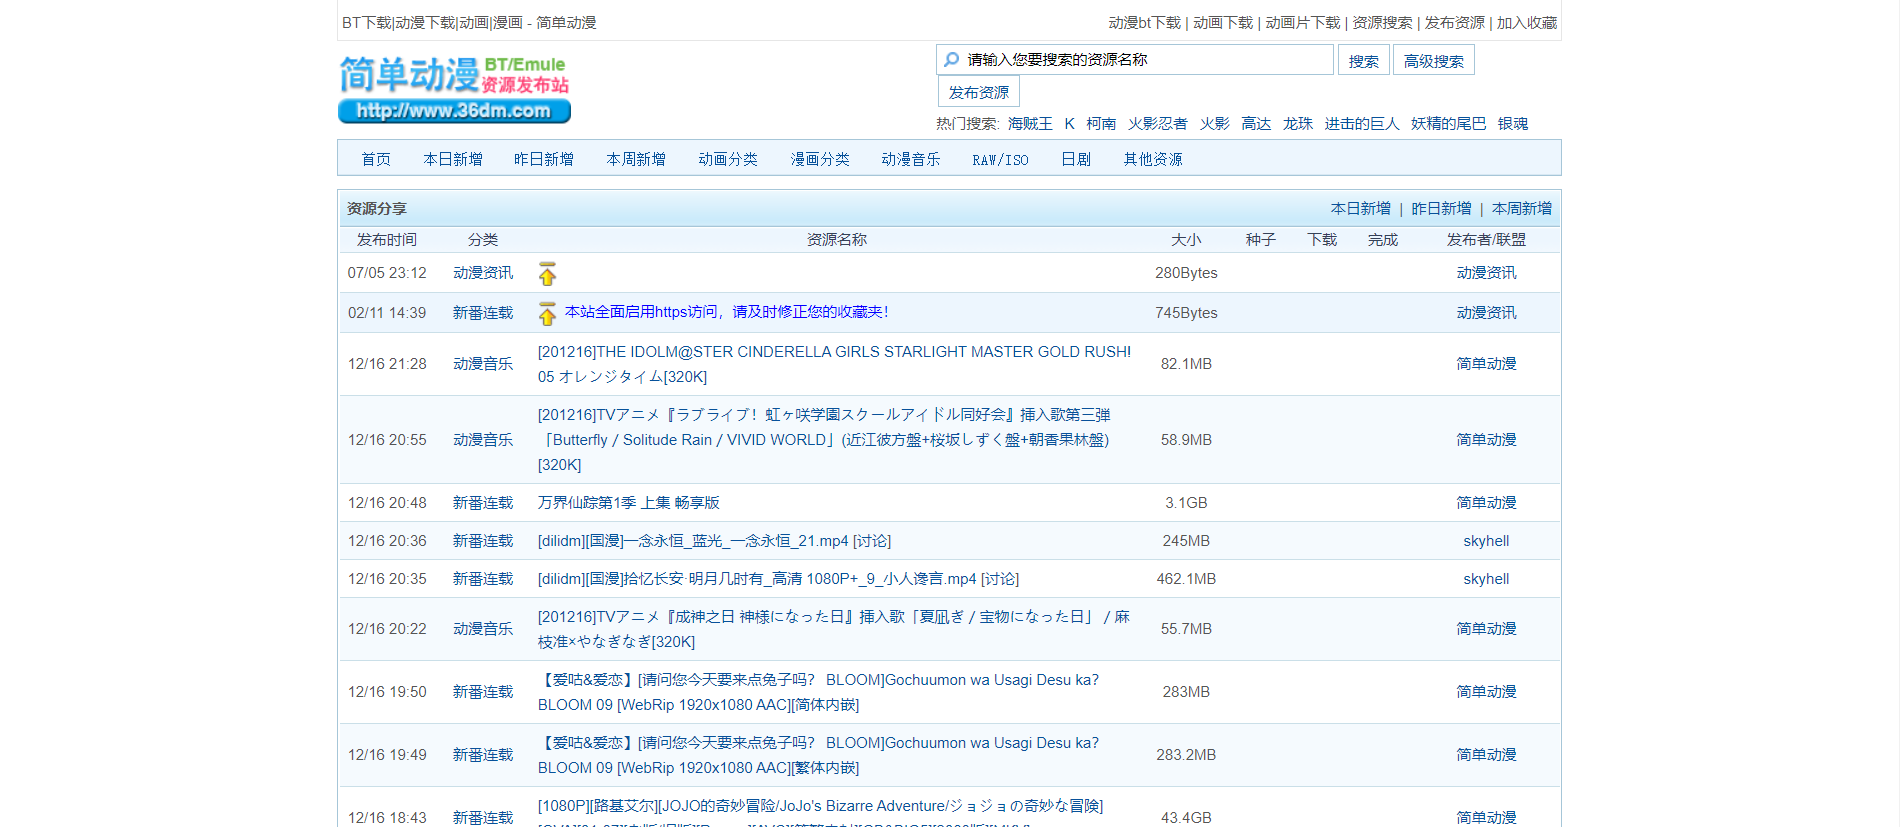 BT下载|动漫下载|动画|漫画 - 简单动漫
动漫bt下载 | 动画下载 | 动画片下载 | 资源搜索 | 发布资源 | 加入收藏
简单动漫 BT/Emule 资源发布站
http://www.36dm.com
请输入您要搜索的资源名称 搜索 高级搜索
发布资源
热门搜索: 海贼王 K 柯南 火影忍者 火影 高达 龙珠 进击的巨人 妖精的尾巴 银魂
首页 本日新增 昨日新增 本周新增 动画分类 漫画分类 动漫音乐 RAW/ISO 日剧 其他资源
资源分享 本日新增 | 昨日新增 | 本周新增
发布时间 分类 资源名称 大小 种子 下载 完成 发布者/联盟
07/05 23:12 动漫资讯 280Bytes 动漫资讯
02/11 14:39 新番连载 本站全面启用https访问，请及时修正您的收藏夹！ 745Bytes 动漫资讯
12/16 21:28 动漫音乐 [201216]THE IDOLM@STER CINDERELLA GIRLS STARLIGHT MASTER GOLD RUSH!
05 オレンジタイム[320K] 82.1MB 简单动漫
[201216]TVアニメ『ラブライブ！虹ヶ咲学園スクールアイドル同好会』挿入歌第三弾
12/16 20:55 动漫音乐 「Butterfly / Solitude Rain / VIVID WORLD」(近江彼方盤+桜坂しずく盤+朝香果林盤) 58.9MB 简单动漫
[320K]
12/16 20:48 新番连载 万界仙踪第1季 上集 畅享版 3.1GB 简单动漫
12/16 20:36 新番连载 [dilidm][国漫]一念永恒_蓝光_一念永恒_21.mp4 [讨论] 245MB skyhell
12/16 20:35 新番连载 [dilidm][国漫]拾忆长安·明月几时有_高清 1080P+_9_小人谗言.mp4 [讨论] 462.1MB skyhell
12/16 20:22 动漫音乐 [201216]TVアニメ『成神之日 神様になった日』挿入歌「夏凪ぎ / 宝物になった日」 / 麻
枝准×やなぎなぎ[320K] 55.7MB 简单动漫
12/16 19:50 新番连载 【爱咕&爱恋】[请问您今天要来点兔子吗？ BLOOM]Gochuumon wa Usagi Desu ka?
BLOOM 09 [WebRip 1920x1080 AAC][简体内嵌] 283MB 简单动漫
12/16 19:49 新番连载 【爱咕&爱恋】[请问您今天要来点兔子吗？ BLOOM]Gochuumon wa Usagi Desu ka?
BLOOM 09 [WebRip 1920x1080 AAC][繁体内嵌] 283.2MB 简单动漫
12/16 18:43 新番连载 [1080P][路基艾尔][JOJO的奇妙冒险/JoJo's Bizarre Adventure/ジョジョの奇妙な冒険] 43.4GB 简单动漫